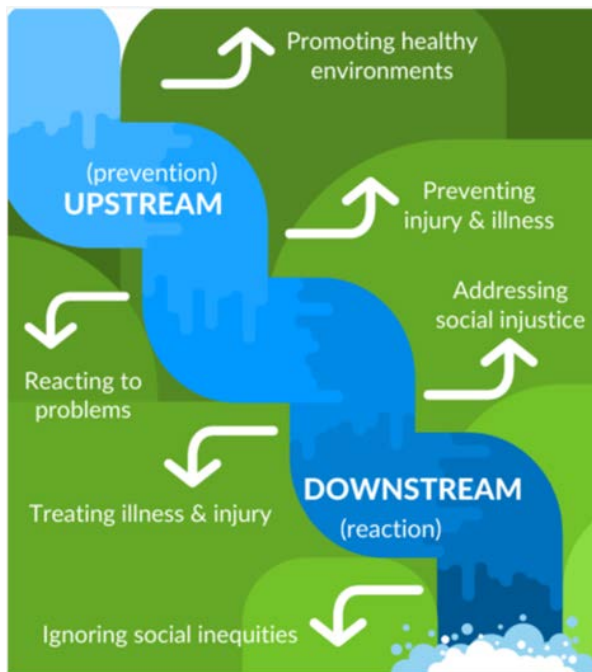 Promoting healthy
environments
(prevention)
UPSTREAM
Preventing
injury & illness
Addressing
social injustice
Reacting to
problems
Treating illness & injury
DOWNSTREAM
(reaction)
Ignoring social inequities